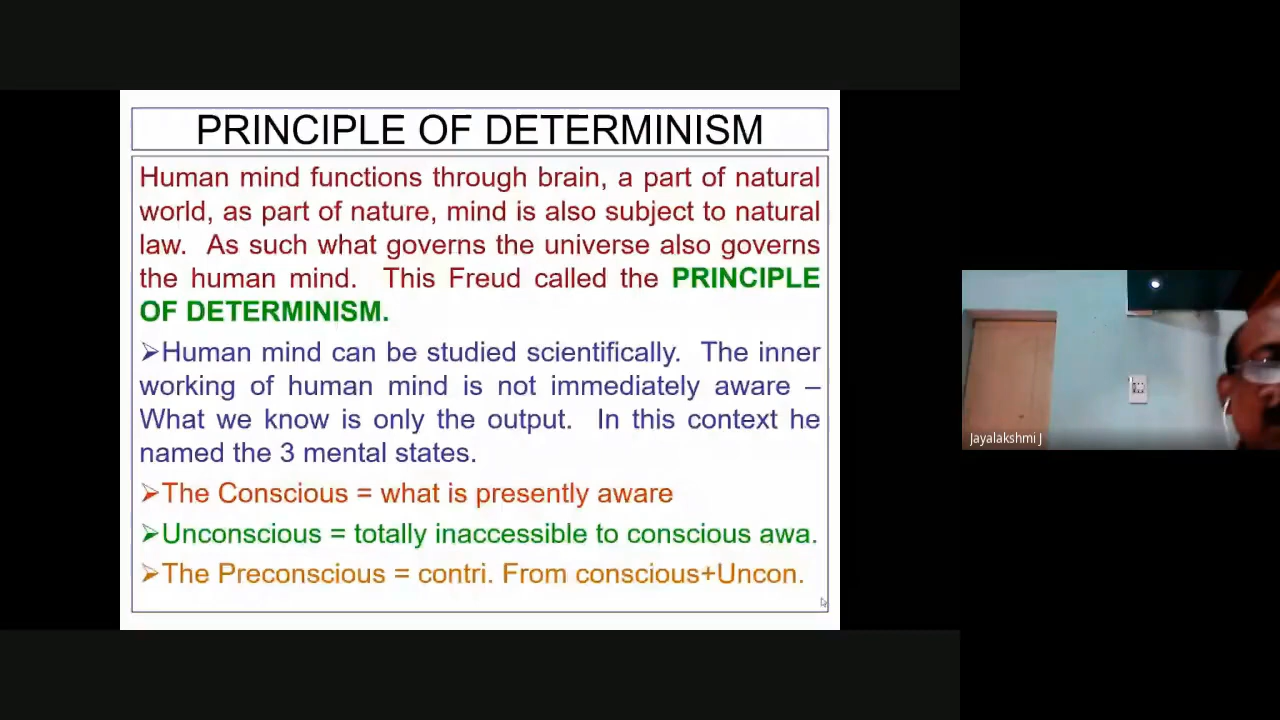 PRINCIPLE OF DETERMINISM
Human mind functions through brain, a part of natural
world, as part of nature, mind is also subject to natural
law. As such what governs the universe also governs
the human mind. This Freud called the PRINCIPLE
OF DETERMINISM.
➢Human mind can be studied scientifically. The inner
working of human mind is not immediately aware –
What we know is only the output. In this context he
named the 3 mental states.
➢The Conscious = what is presently aware
➢Unconscious = totally inaccessible to conscious awa.
➢The Preconscious = contri. From conscious+Uncon.
Jayalakshmi J